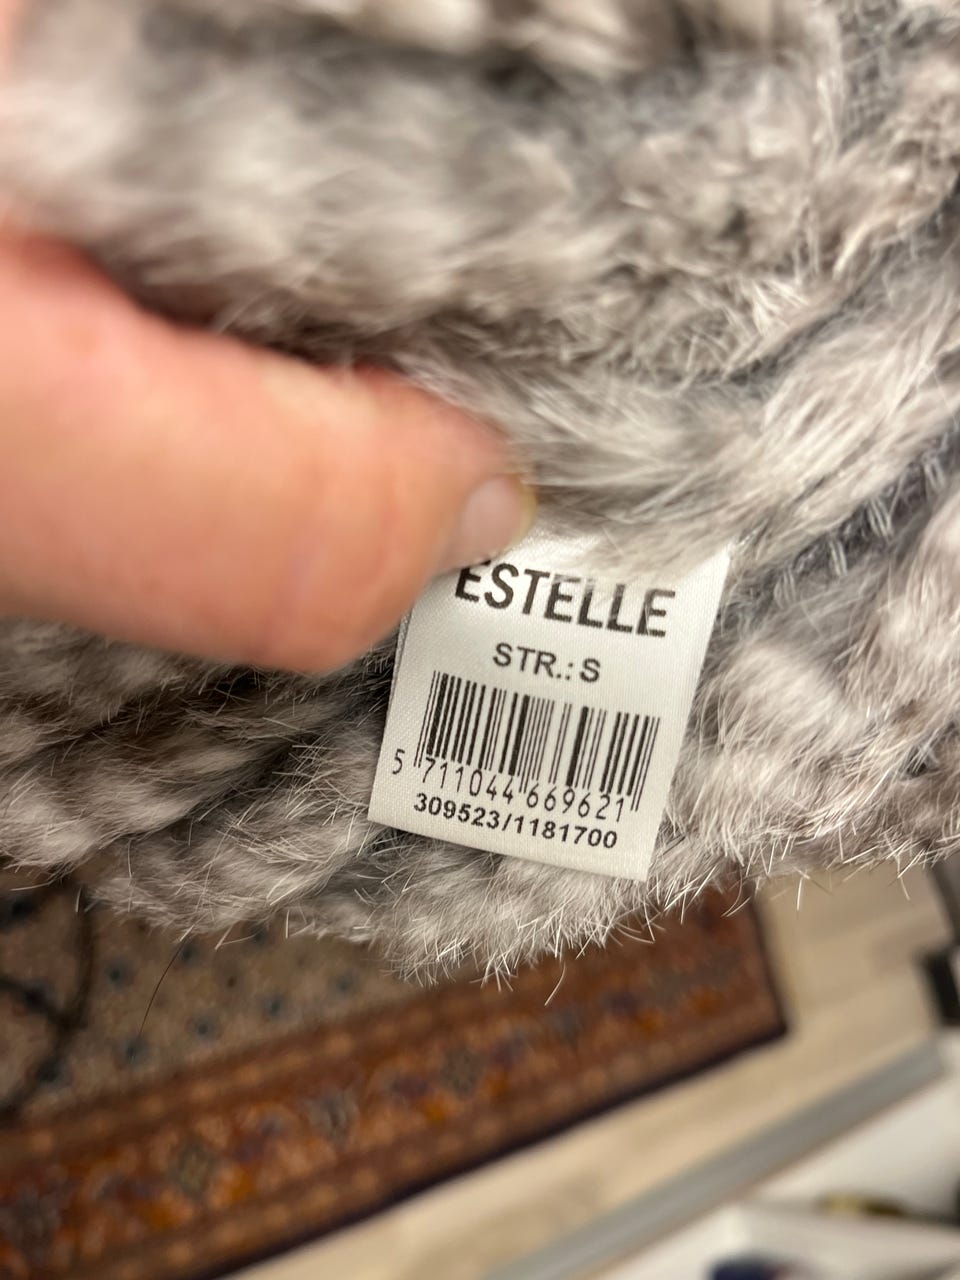 ESTELLE
STR.: S
5 711044 669621
309523/1181700